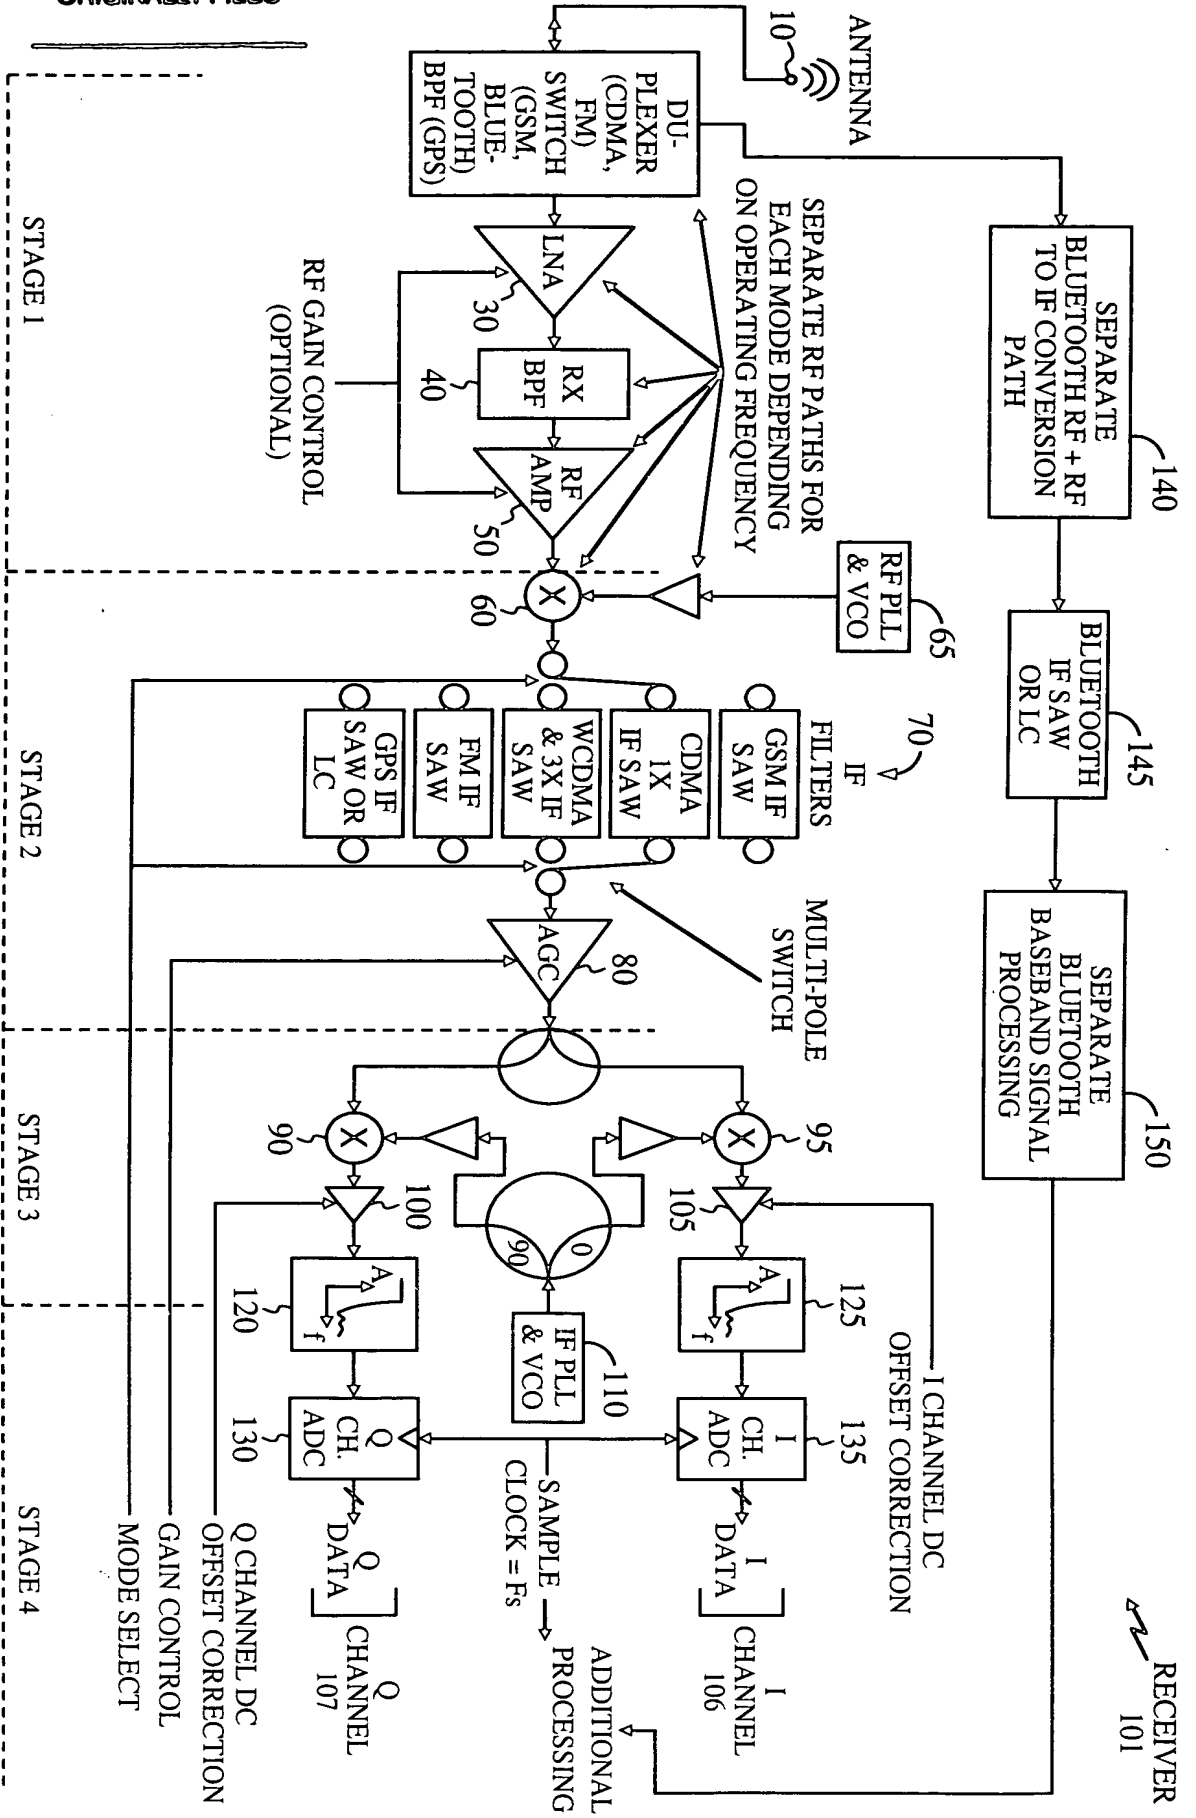 RECEIVER
101
ANTENNA
10
DU-
PLEXER
(CDMA,
FM)
SWITCH
(GSM,
BLUE-
TOOTH)
BPF (GPS)
SEPARATE
BLUETOOTH RF + RF
TO IF CONVERSION
PATH
140
BLUETOOTH
IF SAW
OR LC
145
SEPARATE
BLUETOOTH
BASEBAND SIGNAL
PROCESSING
150
SEPARATE RF PATHS FOR
EACH MODE DEPENDING
ON OPERATING FREQUENCY
LNA
30
RX
BPF
40
RF
AMP
50
RF GAIN CONTROL
(OPTIONAL)
RF PLL
& VCO
65
X
60
70
IF
FILTERS
GSM IF
SAW
CDMA
1X
IF SAW
WCDMA
& 3X IF
SAW
FM IF
SAW
GPS IF
SAW OR
LC
MULTI-POLE
SWITCH
AGC
80
X
95
X
90
105
100
0
90
IF PLL
& VCO
110
A
f
125
A
f
120
I CHANNEL DC
OFFSET CORRECTION
I
CH.
ADC
135
Q
CH.
ADC
130
SAMPLE
CLOCK = Fs
I
DATA
I
CHANNEL
106
Q
DATA
Q
CHANNEL
107
ADDITIONAL
PROCESSING
Q CHANNEL DC
OFFSET CORRECTION
GAIN CONTROL
MODE SELECT
STAGE 1
STAGE 2
STAGE 3
STAGE 4